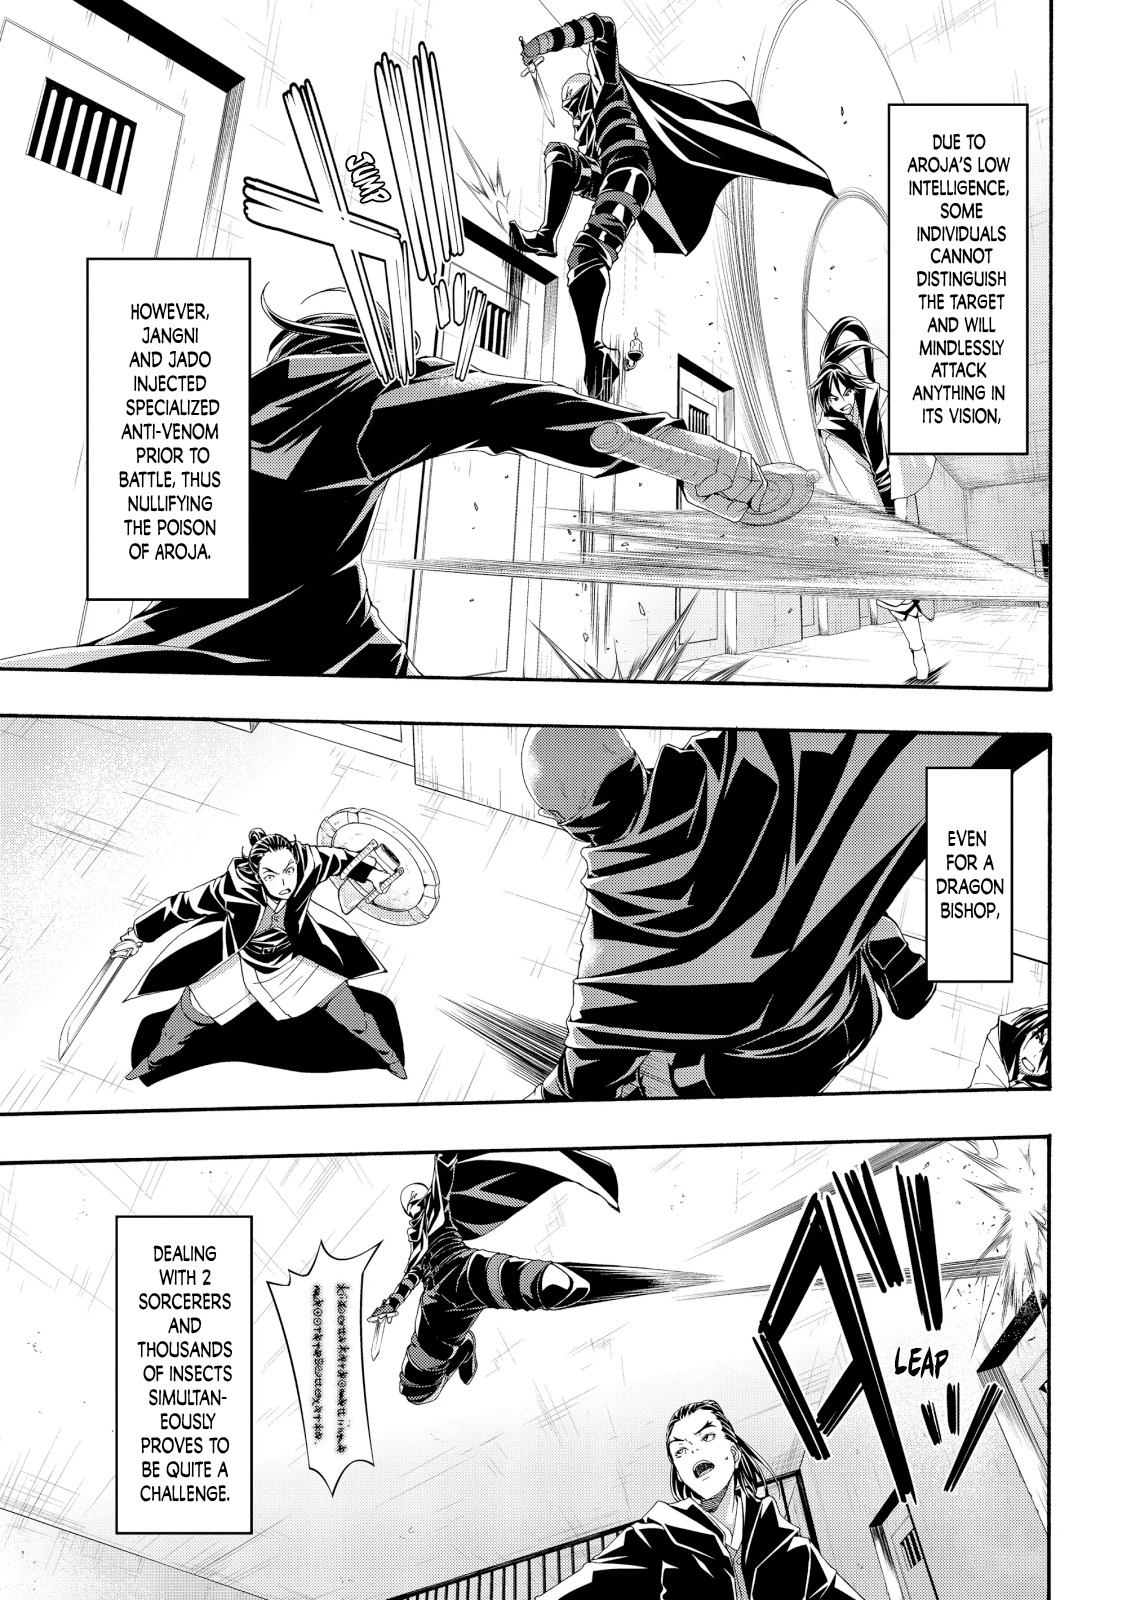 DUE TO
AROJA'S LOW
INTELLIGENCE,
SOME
INDIVIDUALS
CANNOT
DISTINGUISH
THE TARGET
AND WILL
MINDLESSLY
ATTACK
ANYTHING IN
ITS VISION,
JUMP
HOWEVER,
JANGNI
AND JADO
INJECTED
SPECIALIZED
ANTI-VENOM
PRIOR TO
BATTLE, THUS
NULLIFYING
THE POISON
OF AROJA.
EVEN
FOR A
DRAGON
BISHOP,
LEAP
DEALING
WITH 2
SORCERERS
AND
THOUSANDS
OF INSECTS
SIMULTAN-
EOUSLY
PROVES TO
BE QUITE A
CHALLENGE.